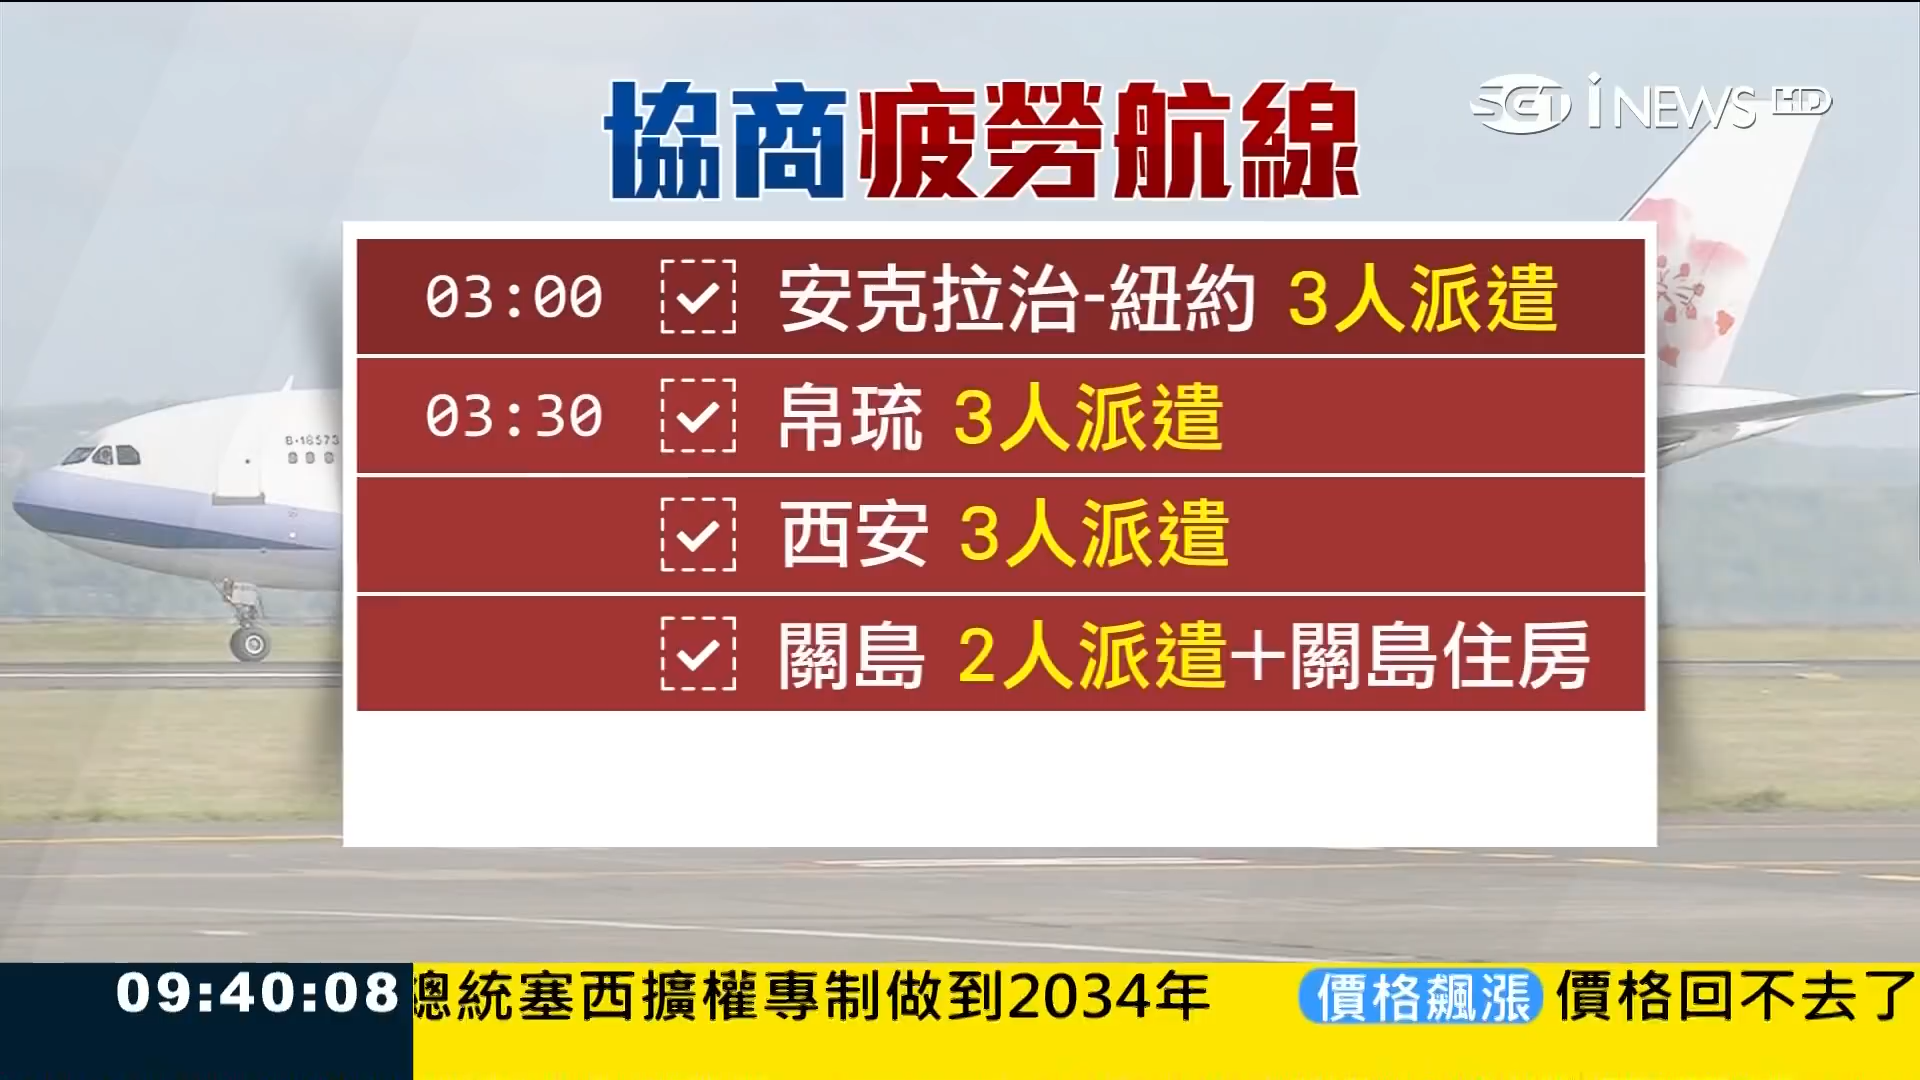 協商疲勞航線
SET iNEWS HD
03:00 安克拉治-紐約 3人派遣
03:30 帛琉 3人派遣
西安 3人派遣
關島 2人派遣+關島住房
B-16573
09:40:08 總統塞西擴權專制做到2034年 價格飆漲 價格回不去了